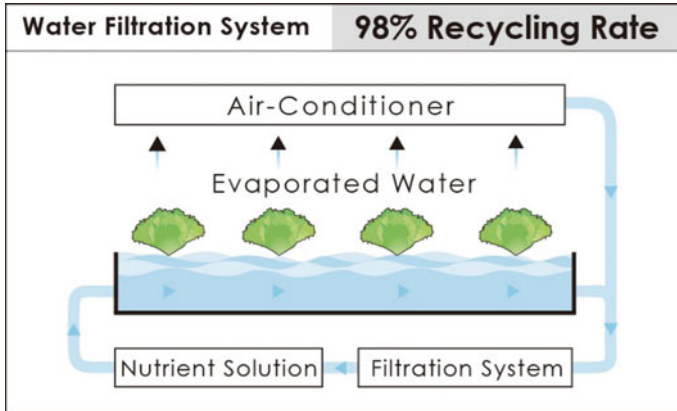 Water Filtration System
98% Recycling Rate
Air-Conditioner
Evaporated Water
Nutrient Solution
Filtration System